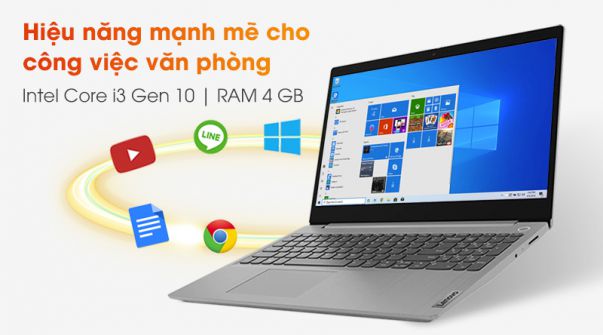 Hiệu năng mạnh mẽ cho
công việc văn phòng
Intel Core i3 Gen 10 | RAM 4 GB
LINE
Lenovo